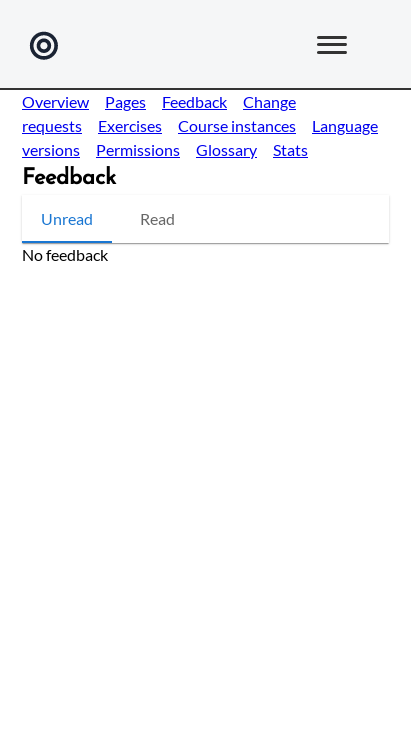 Overview Pages Feedback Change
requests Exercises Course instances Language
versions Permissions Glossary Stats
Feedback
Unread Read
No feedback